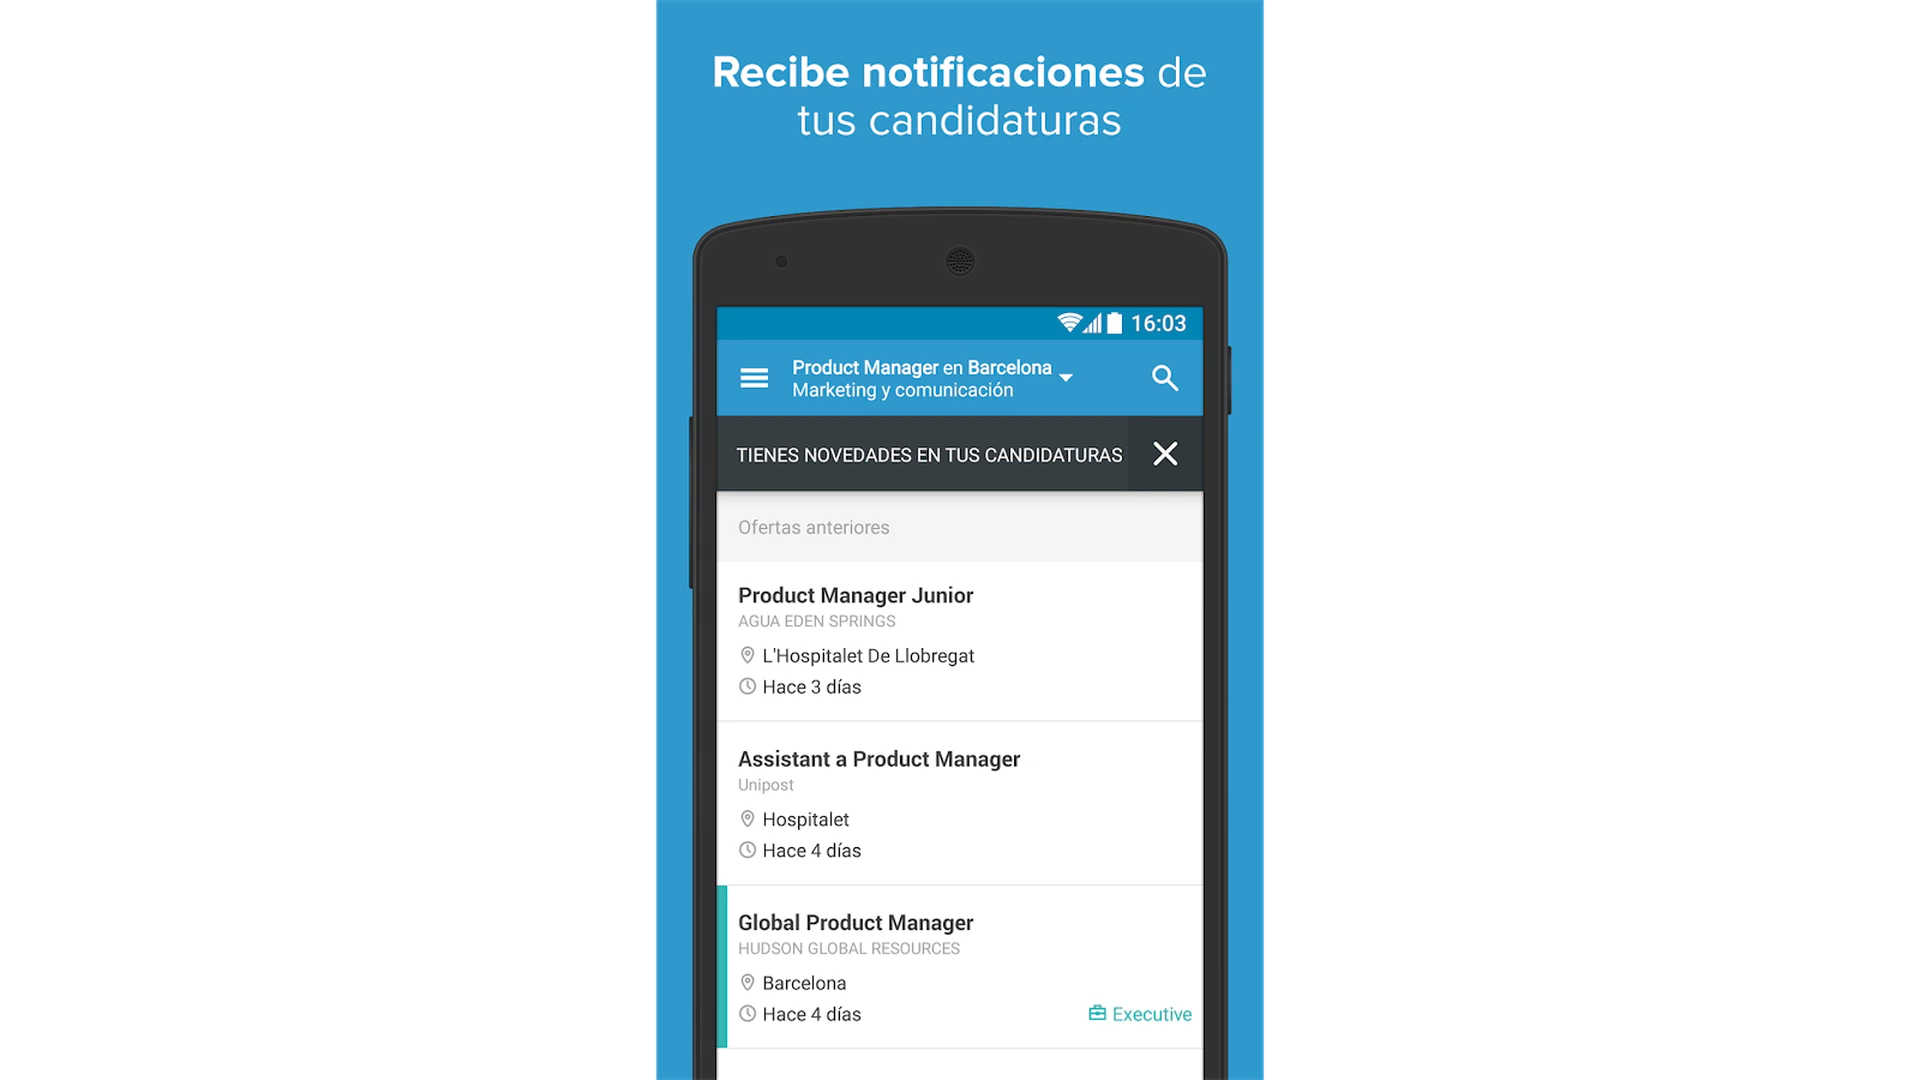 Recibe notificaciones de
tus candidaturas
16:03
Product Manager en Barcelona
Marketing y comunicación
TIENES NOVEDADES EN TUS CANDIDATURAS
Ofertas anteriores
Product Manager Junior
AGUA EDEN SPRINGS
L'Hospitalet De Llobregat
Hace 3 días
Assistant a Product Manager
Unipost
Hospitalet
Hace 4 días
Global Product Manager
HUDSON GLOBAL RESOURCES
Barcelona
Hace 4 días
Executive